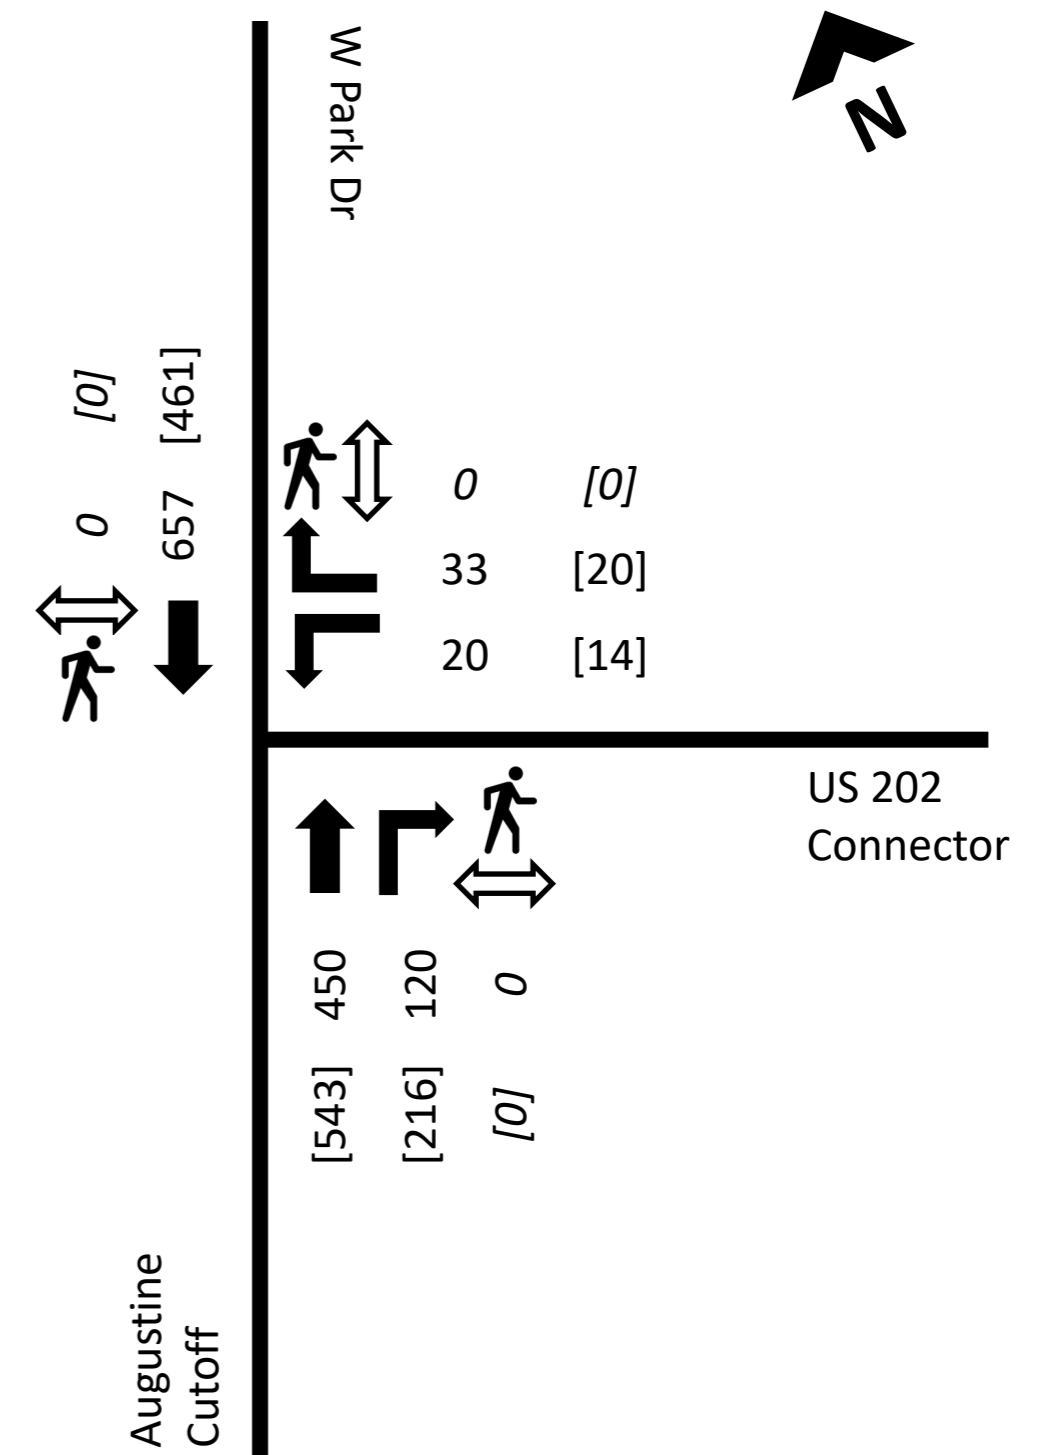 W Park Dr
N
0 [0]
657 [461]
0 [0]
33 [20]
20 [14]
US 202
Connector
[543] 450
[216] 120
[0] 0
Augustine
Cutoff